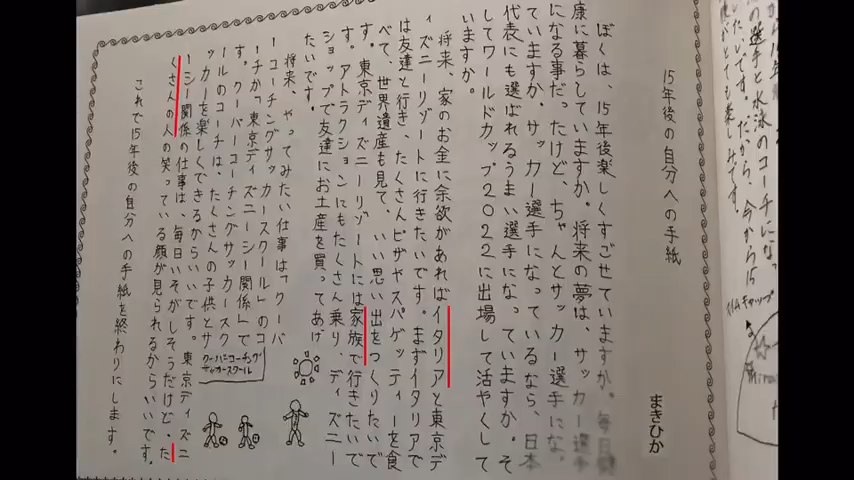 15年後の自分への手紙
まきひか
ぼくは、15年後楽しくすごせていますか。毎日健
康に暮らしていますか。将来の夢は、サッカー選手
になる事だったけど、ちゃんとサッカー選手にな
ていますか。サッカー選手になっているなら、日本
代表にも選ばれるうまい選手になっていますか。そ
してワールドカップ2022に出場して活やくして
いますか。
将来、家のお金に余欲があればイタリアと東京デ
ィズニーリゾートに行きたいです。まずイタリアで
は友達と行き、たくさんピザやスパゲッティーを食
べて、世界遺産も見て、いい思い出をつくりたいで
す。東京ディズニーリゾートには家族で行きたいで
す。アトラクションにもたくさん乗り、ディズニー
ショップで友達にお土産を買ってあげ
たいです。
将来、やってみたい仕事は「クーバ
ーコーチングサッカースクール」のコ
ーチか「東京ディズニーシー関係」で
す。クーバーコーチングサッカースク
ールのコーチは、たくさんの子供とサ
ッカーを楽しくできるからいいです。東京ディズニ
ーシー関係の仕事は、毎日いそがしそうだけど、た
くさんの人の笑っている顔が見られるからいいです。
これで15年後の自分への手紙を終わりにします。
クーバーコーチング
サッカースクール
の選手と水泳のコーチになっ
したいです。だから、今から15
がとても楽しみです。